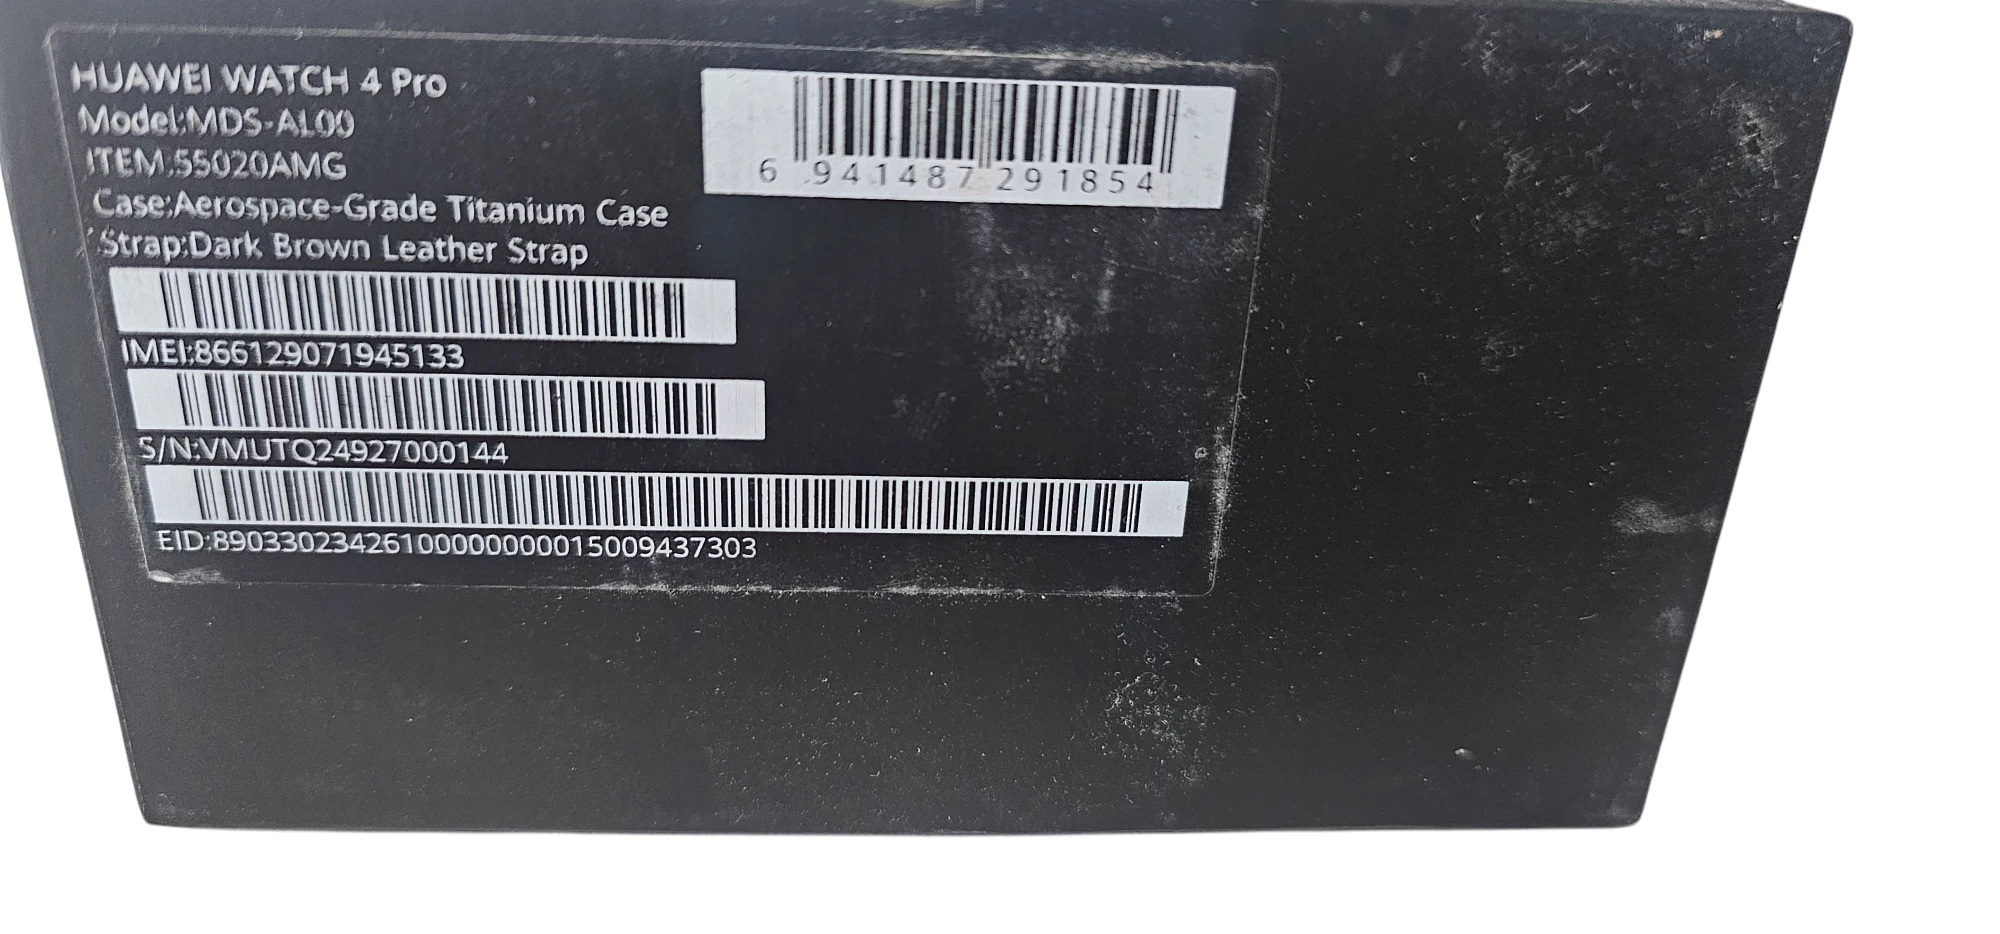 HUAWEI WATCH 4 Pro
Model:MDS-AL00
ITEM:55020AMG
Case:Aerospace-Grade Titanium Case
Strap:Dark Brown Leather Strap
6 941487 291854
IMEI:866129071945133
S/N:VMUTQ24927000144
EID:89033023426100000000015009437303